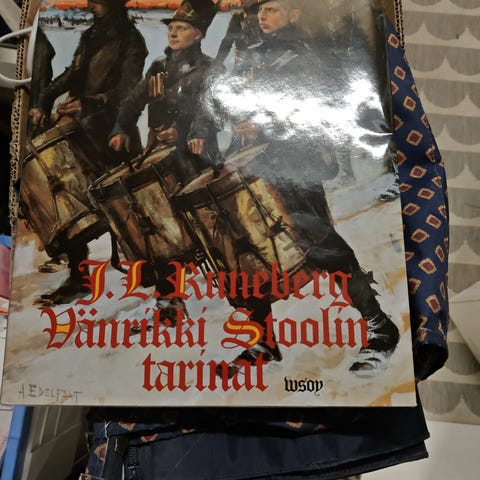 J. L. Runeberg
Vänrikki Stoolin
tarinat
wsoy
A. EDELFELT